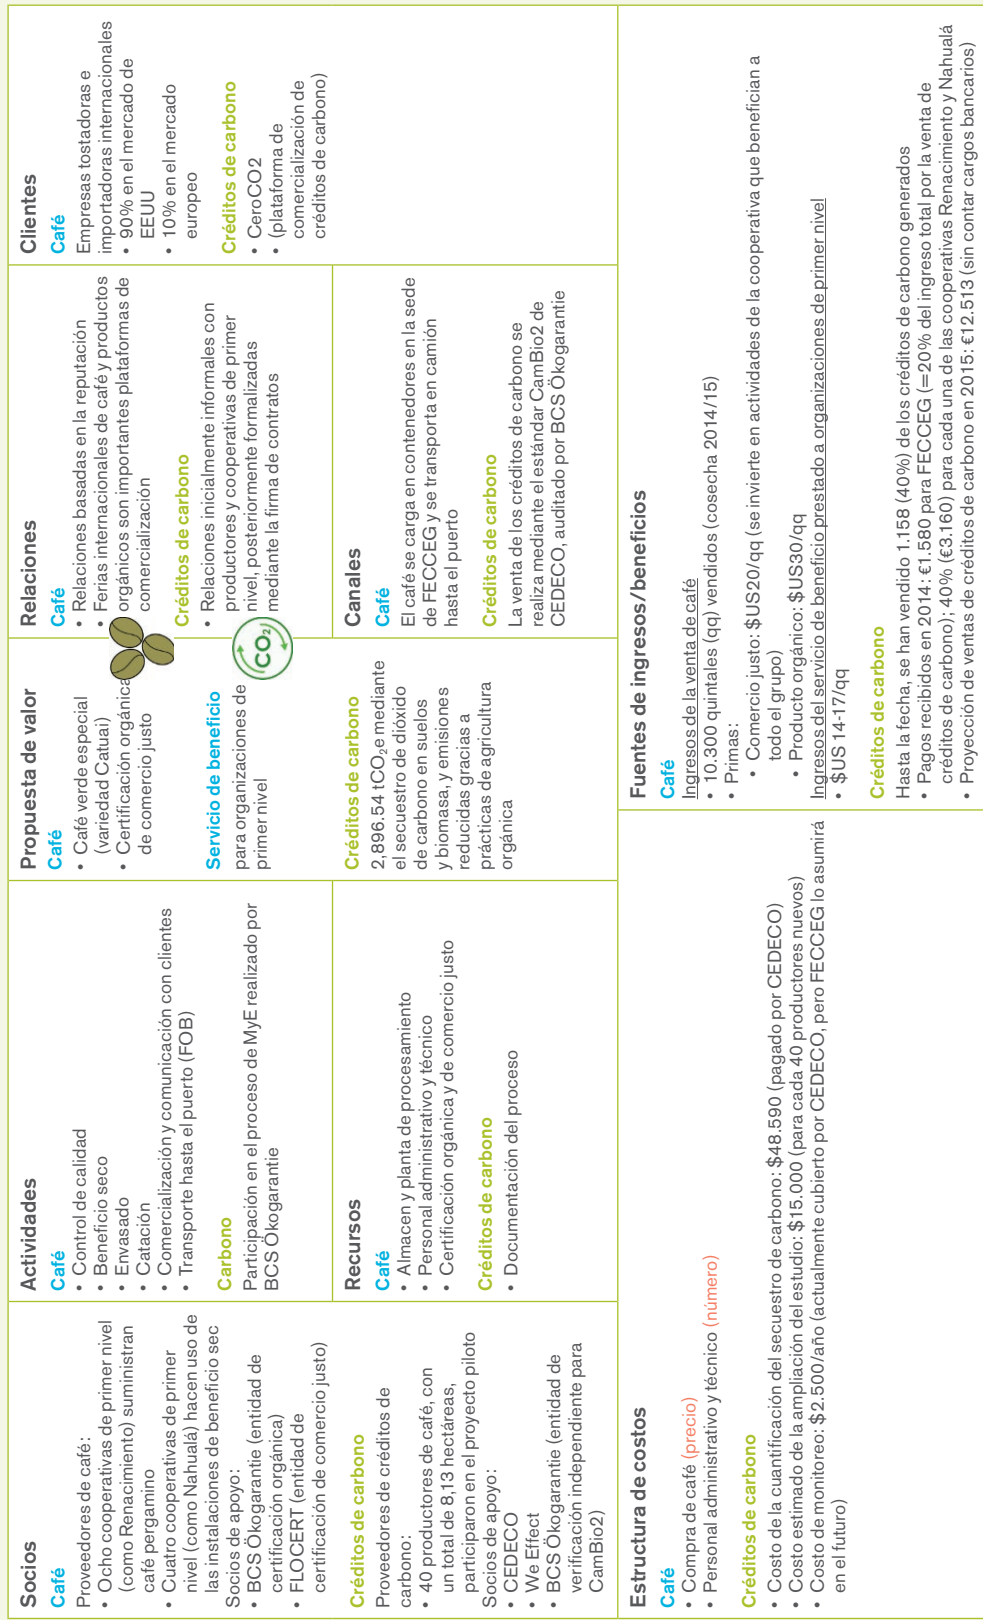 Socios
Café
Proveedores de café:
• Ocho cooperativas de primer nivel
(como Renacimiento) suministran
café pergamino
• Cuatro cooperativas de primer
nivel (como Nahualá) hacen uso de
las instalaciones de beneficio sec
Socios de apoyo:
• BCS Ökogarantie (entidad de
certificación orgánica)
• FLOCERT (entidad de
certificación de comercio justo)
Créditos de carbono
Proveedores de créditos de
carbono:
• 40 productores de café, con
un total de 8,13 hectáreas,
participaron en el proyecto piloto
Socios de apoyo:
• CEDECO
• We Effect
• BCS Ökogarantie (entidad de
verificación independiente para
CamBio2)
Actividades
Café
• Control de calidad
• Beneficio seco
• Envasado
• Catación
• Comercialización y comunicación con clientes
• Transporte hasta el puerto (FOB)
Carbono
Participación en el proceso de MyE realizado por
BCS Ökogarantie
Recursos
Café
• Almacen y planta de procesamiento
• Personal administrativo y técnico
• Certificación orgánica y de comercio justo
Créditos de carbono
• Documentación del proceso
Propuesta de valor
Café
• Café verde especial
(variedad Catuai)
• Certificación orgánica
de comercio justo
Servicio de beneficio
para organizaciones de
primer nivel
Créditos de carbono
2,896.54 tCO₂e mediante
el secuestro de dióxido
de carbono en suelos
y biomasa, y emisiones
reducidas gracias a
prácticas de agricultura
orgánica
CO₂
Relaciones
Café
• Relaciones basadas en la reputación
• Ferias internacionales de café y productos
orgánicos son importantes plataformas de
comercialización
Créditos de carbono
• Relaciones inicialmente informales con
productores y cooperativas de primer
nivel, posteriormente formalizadas
mediante la firma de contratos
Canales
Café
El café se carga en contenedores en la sede
de FECCEG y se transporta en camión
hasta el puerto
Créditos de carbono
La venta de los créditos de carbono se
realiza mediante el estándar CamBio2 de
CEDECO, auditado por BCS Ökogarantie
Clientes
Café
Empresas tostadoras e
importadoras internacionales
• 90% en el mercado de
EEUU
• 10% en el mercado
europeo
Créditos de carbono
• CeroCO2
• (plataforma de
comercialización de
créditos de carbono)
Estructura de costos
Café
• Compra de café (precio)
• Personal administrativo y técnico (número)
Créditos de carbono
• Costo de la cuantificación del secuestro de carbono: $48.590 (pagado por CEDECO)
• Costo estimado de la ampliación del estudio: $15.000 (para cada 40 productores nuevos)
• Costo de monitoreo: $2.500/año (actualmente cubierto por CEDECO, pero FECCEG lo asumirá
en el futuro)
Fuentes de ingresos/beneficios
Café
Ingresos de la venta de café
• 10.300 quintales (qq) vendidos (cosecha 2014/15)
• Primas:
• Comercio justo: $US20/qq (se invierte en actividades de la cooperativa que benefician a
todo el grupo)
• Producto orgánico: $US30/qq
Ingresos del servicio de beneficio prestado a organizaciones de primer nivel
• $US 14-17/qq
Créditos de carbono
Hasta la fecha, se han vendido 1.158 (40%) de los créditos de carbono generados
• Pagos recibidos en 2014: €1.580 para FECCEG (=20% del ingreso total por la venta de
créditos de carbono); 40% (€3.160) para cada una de las cooperativas Renacimiento y Nahualá
• Proyección de ventas de créditos de carbono en 2015: €12.513 (sin contar cargos bancarios)